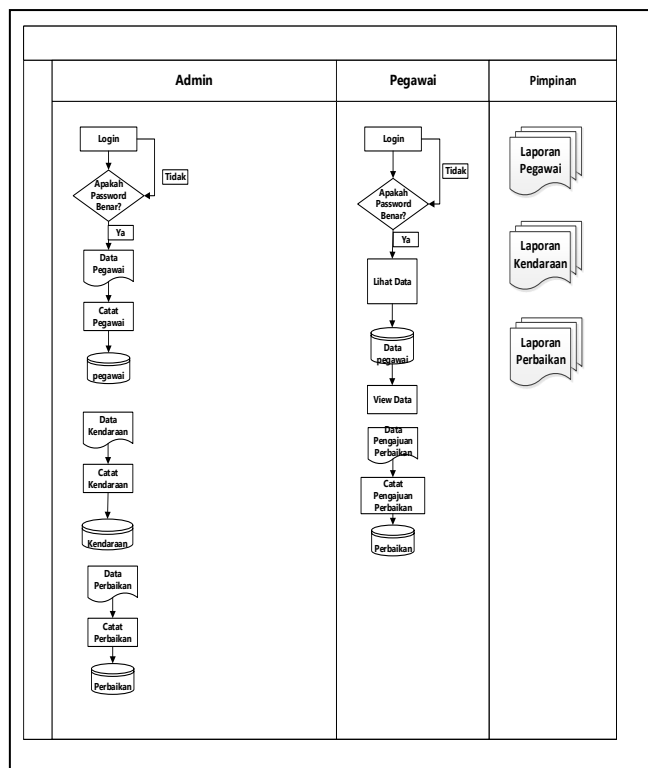 Admin
Pegawai
Pimpinan
Login
Tidak
Apakah
Password
Benar?
Ya
Data
Pegawai
Catat
Pegawai
pegawai
Data
Kendaraan
Catat
Kendaraan
Kendaraan
Data
Perbaikan
Catat
Perbaikan
Perbaikan
Login
Tidak
Apakah
Password
Benar?
Ya
Lihat Data
Data
pegawai
View Data
Data
Pengajuan
Perbaikan
Catat
Pengajuan
Perbaikan
Perbaikan
Laporan
Pegawai
Laporan
Kendaraan
Laporan
Perbaikan